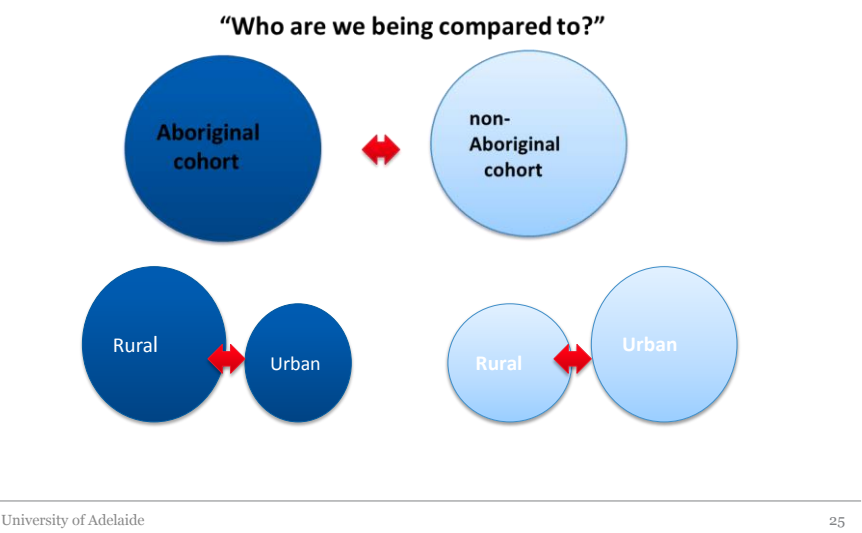 “Who are we being compared to?”
Aboriginal
cohort
non-
Aboriginal
cohort
Rural
Urban
Rural
Urban
University of Adelaide
25